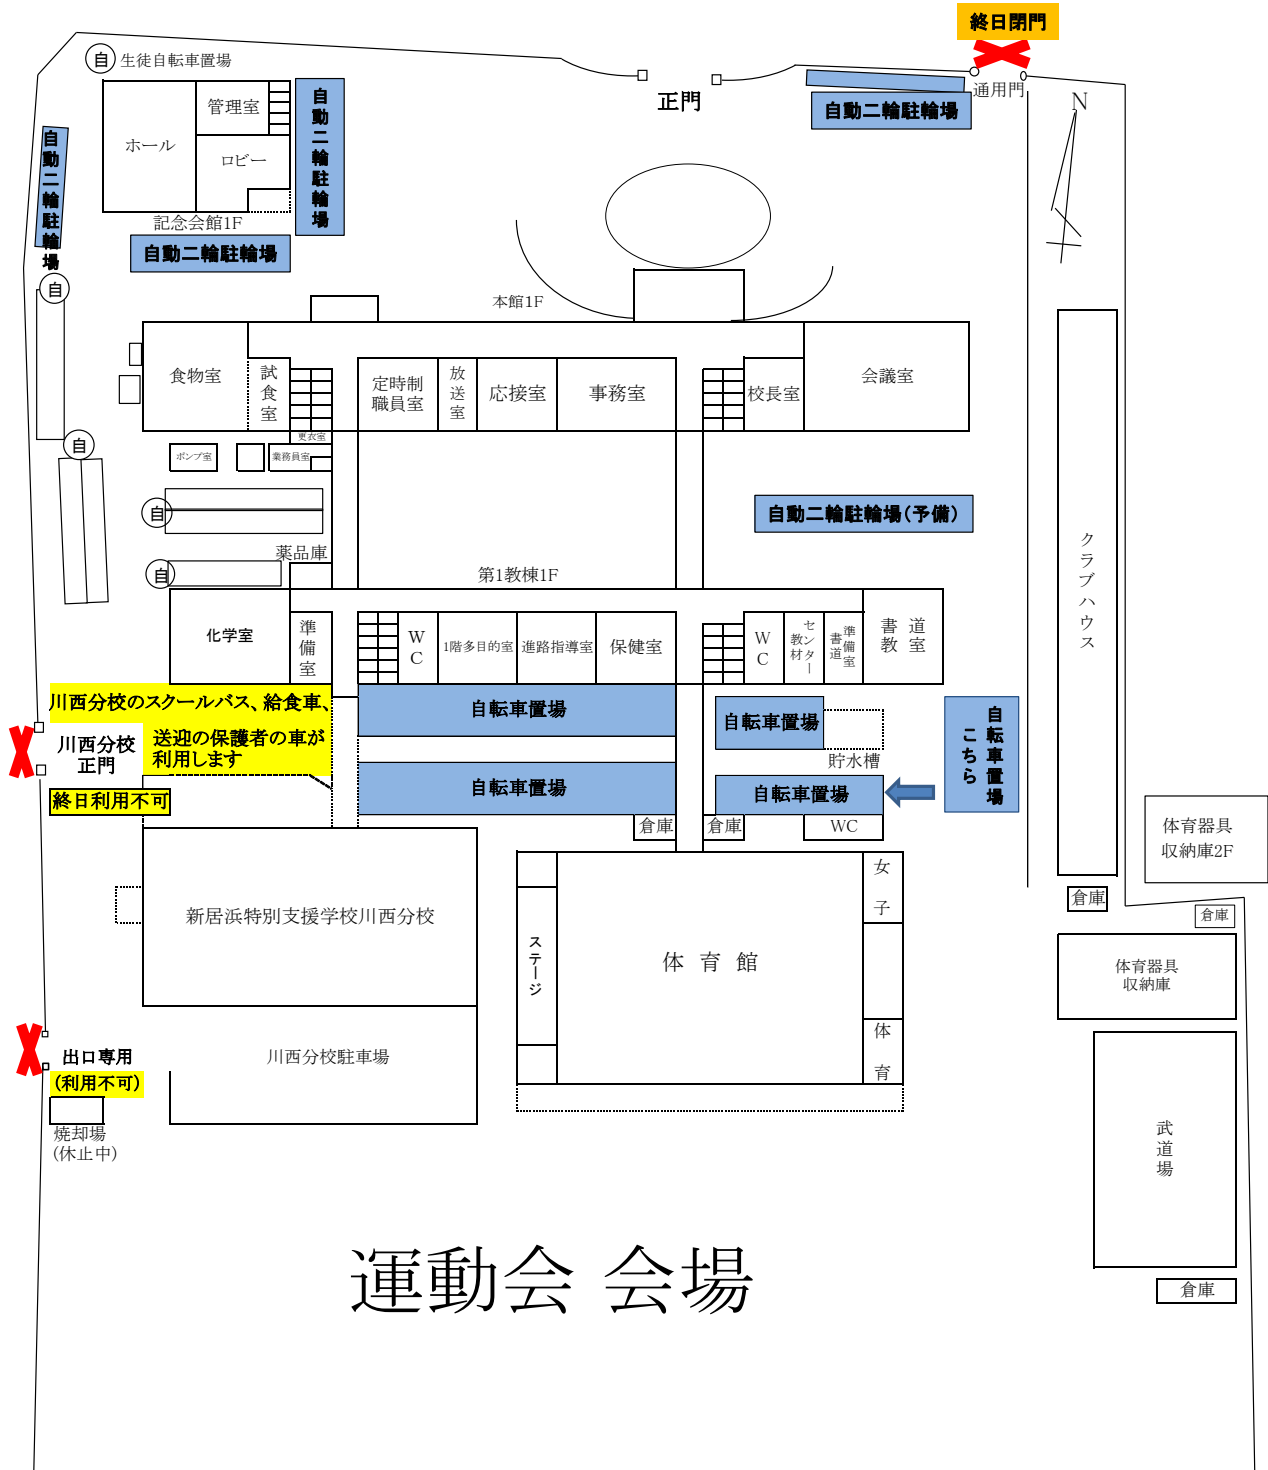 終日閉門
自 生徒自転車置場
正門
通用門
自動二輪駐輪場
N
管理室
ホール
ロビー
自動二輪駐輪場
自動二輪駐輪場
記念会館1F
自動二輪駐輪場
自
本館1F
食物室
試食室
定時制
職員室
放送室
応接室
事務室
校長室
会議室
更衣室
自
ポンプ室
業務員室
自
自動二輪駐輪場(予備)
クラブハウス
薬品庫
自
第1教棟1F
化学室
準備室
WC
1階多目的室
進路指導室
保健室
WC
教材
センター
書道
準備室
書道
教室
川西分校のスクールバス、給食車、
送迎の保護者の車が
利用します
自転車置場
自転車置場
貯水槽
自転車置場
こちら
川西分校
正門
終日利用不可
自転車置場
自転車置場
倉庫
倉庫
WC
体育器具
収納庫2F
女子
倉庫
倉庫
新居浜特別支援学校川西分校
ステージ
体育館
体育器具
収納庫
体育
出口専用
(利用不可)
川西分校駐車場
焼却場
(休止中)
武道場
運動会 会場
倉庫